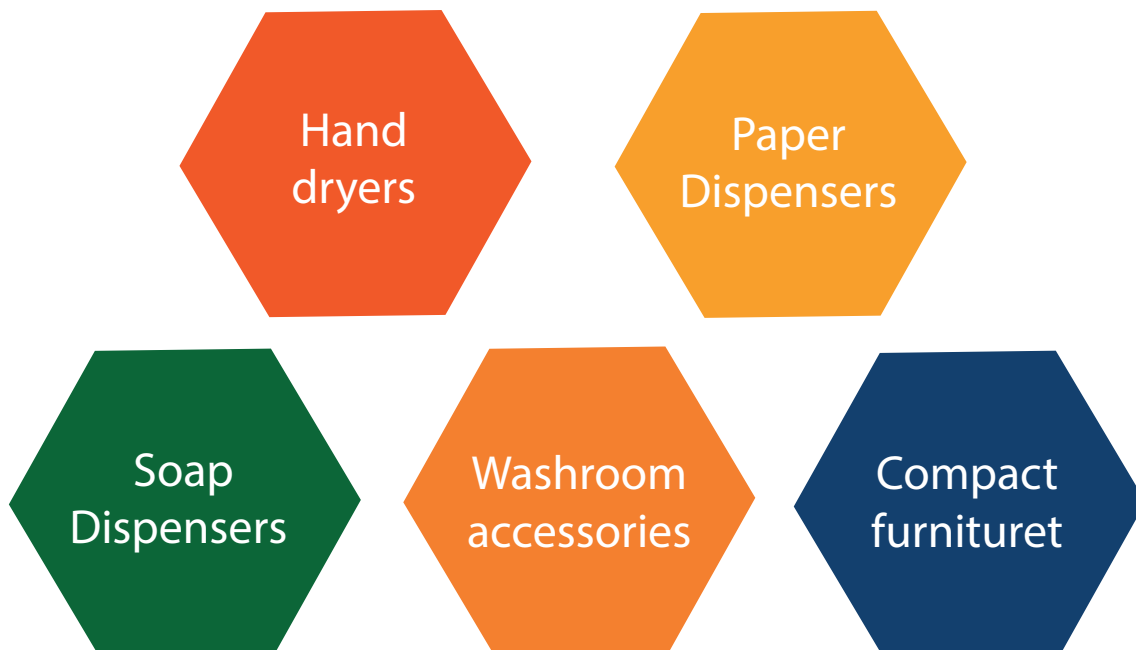 Hand
dryers
Paper
Dispensers
Soap
Dispensers
Washroom
accessories
Compact
furnituret